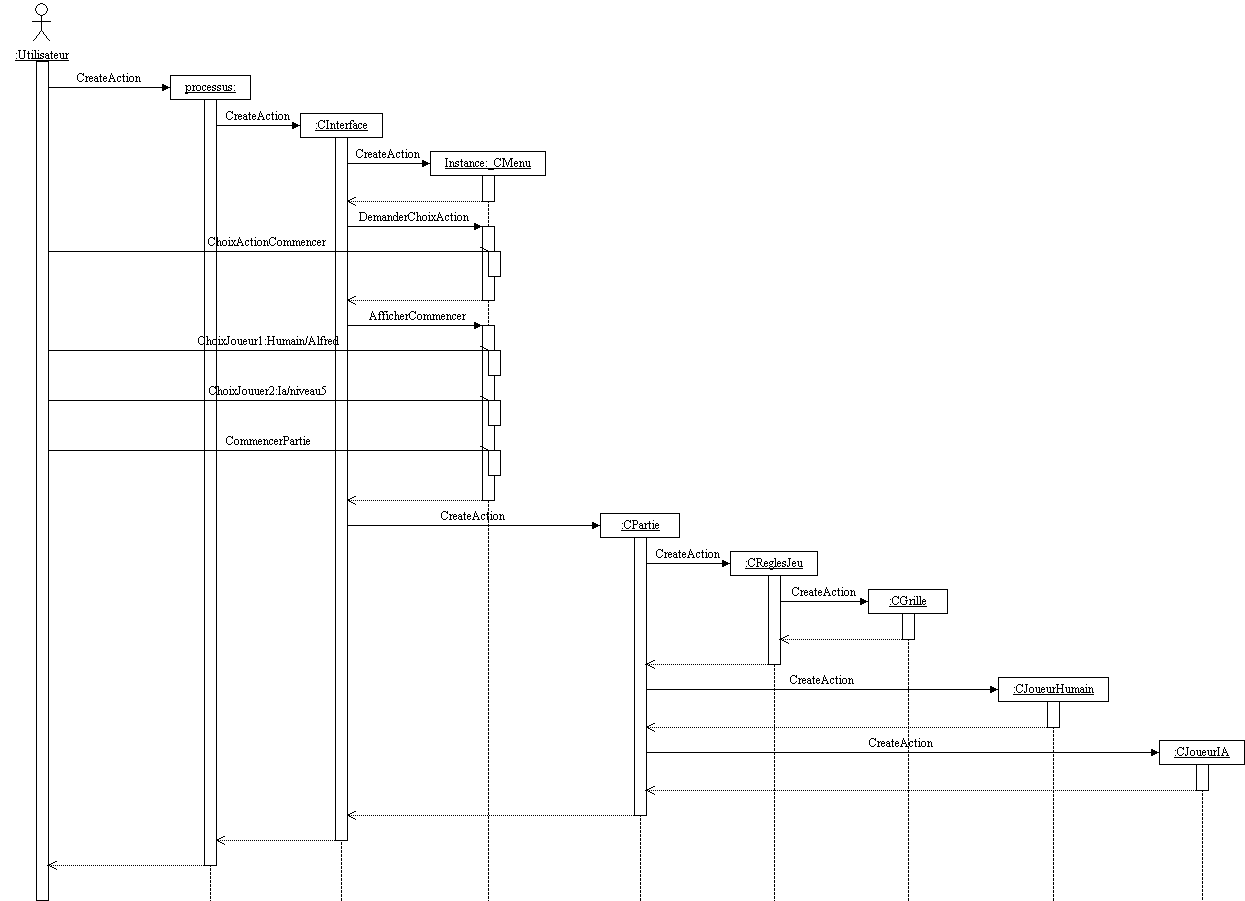 :Utilisateur
CreateAction
processus:
CreateAction
:CInterface
CreateAction
Instance:_CMenu
DemanderChoixAction
ChoixActionCommencer
AfficherCommencer
ChoixJoueur1:Humain/Alfred
ChoixJouuer2:Ia/niveau5
CommencerPartie
CreateAction
:CPartie
CreateAction
:CReglesJeu
CreateAction
:CGrille
CreateAction
:CJoueurHumain
CreateAction
:CJoueurIA